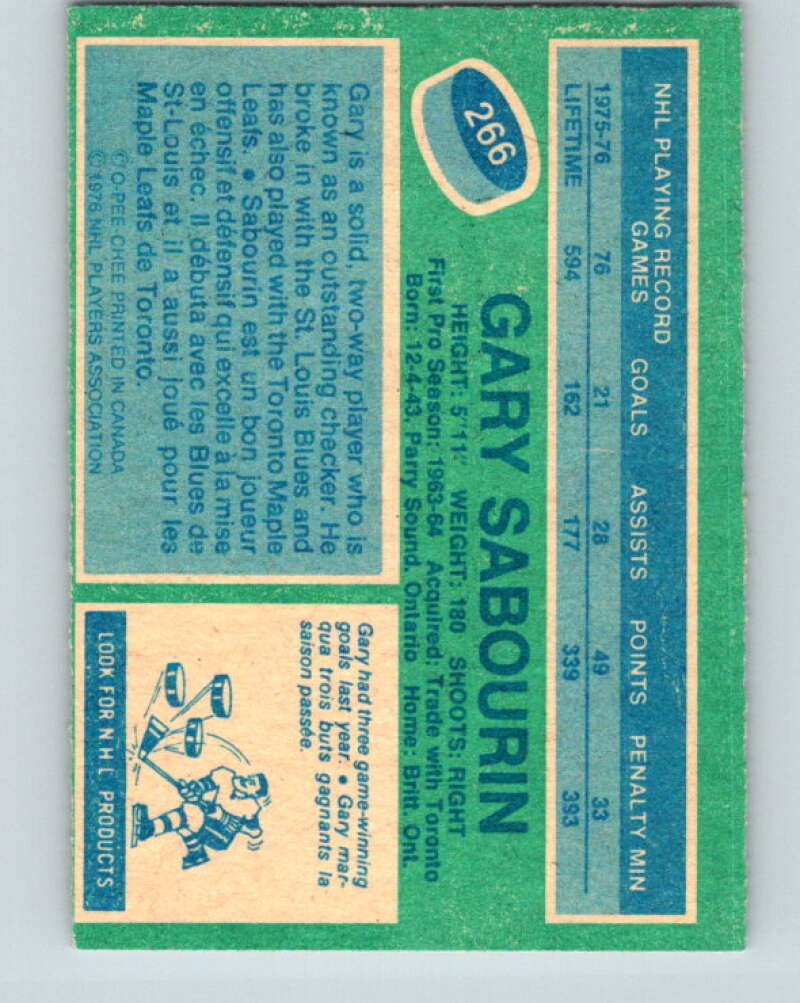 NHL PLAYING RECORD
GAMES GOALS ASSISTS POINTS PENALTY MIN
1975-76 76 21 28 49 33
LIFETIME 594 162 177 339 393
266
GARY SABOURIN
HEIGHT: 5'11" WEIGHT: 180 SHOOTS: RIGHT
First Pro Season: 1963-64 Acquired: Trade with Toronto
Born: 12-4-43, Parry Sound, Ontario Home: Britt, Ont.
Gary is a solid, two-way player who is
known as an outstanding checker. He
broke in with the St. Louis Blues and
has also played with the Toronto Maple
Leafs. • Sabourin est un bon joueur
offensif et défensif qui excelle à la mise
en échec. Il débuta avec les Blues de
St-Louis et il a aussi joué pour les
Maple Leafs de Toronto.
© O-PEE-CHEE PRINTED IN CANADA
© 1976 NHL PLAYERS ASSOCIATION
Gary had three game-winning
goals last year. • Gary mar-
qua trois buts gagnants la
saison passée.
LOOK FOR N H L PRODUCTS